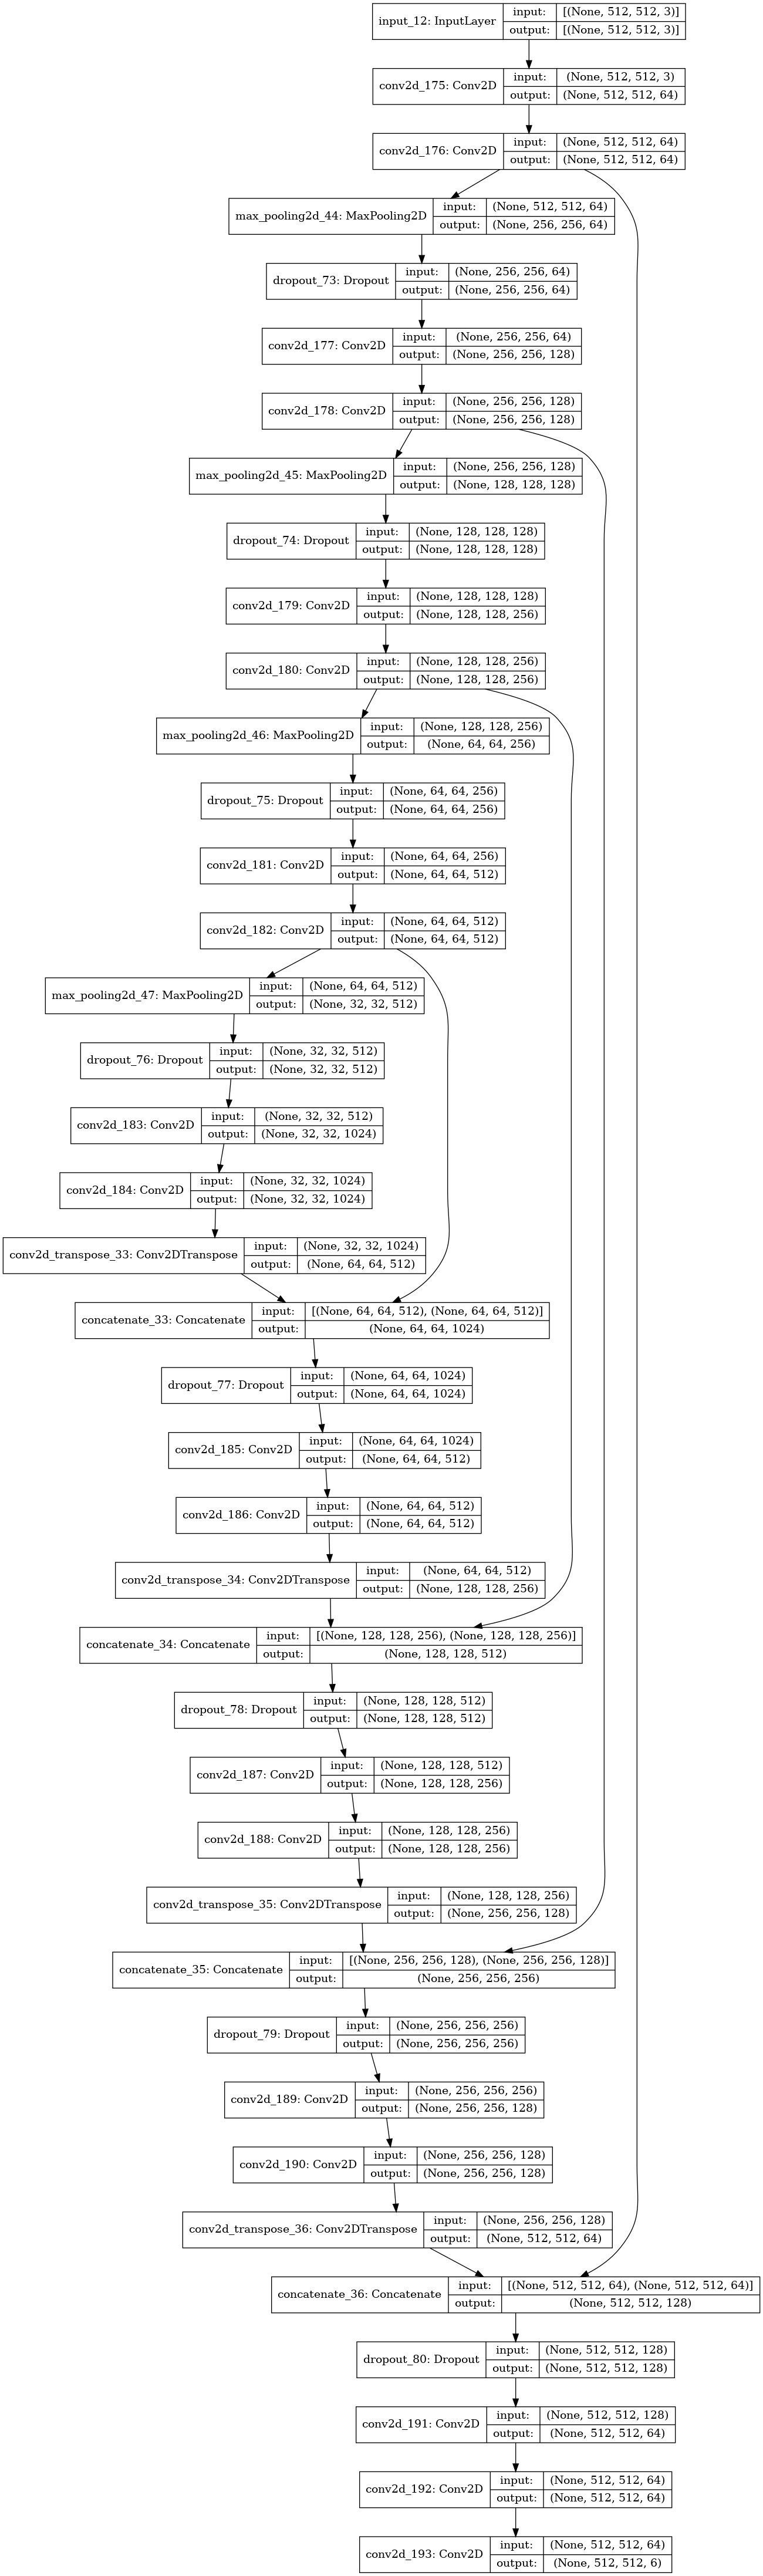 input_12: InputLayer
input: [(None, 512, 512, 3)]
output: [(None, 512, 512, 3)]
conv2d_175: Conv2D
input: (None, 512, 512, 3)
output: (None, 512, 512, 64)
conv2d_176: Conv2D
input: (None, 512, 512, 64)
output: (None, 512, 512, 64)
max_pooling2d_44: MaxPooling2D
input: (None, 512, 512, 64)
output: (None, 256, 256, 64)
dropout_73: Dropout
input: (None, 256, 256, 64)
output: (None, 256, 256, 64)
conv2d_177: Conv2D
input: (None, 256, 256, 64)
output: (None, 256, 256, 128)
conv2d_178: Conv2D
input: (None, 256, 256, 128)
output: (None, 256, 256, 128)
max_pooling2d_45: MaxPooling2D
input: (None, 256, 256, 128)
output: (None, 128, 128, 128)
dropout_74: Dropout
input: (None, 128, 128, 128)
output: (None, 128, 128, 128)
conv2d_179: Conv2D
input: (None, 128, 128, 128)
output: (None, 128, 128, 256)
conv2d_180: Conv2D
input: (None, 128, 128, 256)
output: (None, 128, 128, 256)
max_pooling2d_46: MaxPooling2D
input: (None, 128, 128, 256)
output: (None, 64, 64, 256)
dropout_75: Dropout
input: (None, 64, 64, 256)
output: (None, 64, 64, 256)
conv2d_181: Conv2D
input: (None, 64, 64, 256)
output: (None, 64, 64, 512)
conv2d_182: Conv2D
input: (None, 64, 64, 512)
output: (None, 64, 64, 512)
max_pooling2d_47: MaxPooling2D
input: (None, 64, 64, 512)
output: (None, 32, 32, 512)
dropout_76: Dropout
input: (None, 32, 32, 512)
output: (None, 32, 32, 512)
conv2d_183: Conv2D
input: (None, 32, 32, 512)
output: (None, 32, 32, 1024)
conv2d_184: Conv2D
input: (None, 32, 32, 1024)
output: (None, 32, 32, 1024)
conv2d_transpose_33: Conv2DTranspose
input: (None, 32, 32, 1024)
output: (None, 64, 64, 512)
concatenate_33: Concatenate
input: [(None, 64, 64, 512), (None, 64, 64, 512)]
output: (None, 64, 64, 1024)
dropout_77: Dropout
input: (None, 64, 64, 1024)
output: (None, 64, 64, 1024)
conv2d_185: Conv2D
input: (None, 64, 64, 1024)
output: (None, 64, 64, 512)
conv2d_186: Conv2D
input: (None, 64, 64, 512)
output: (None, 64, 64, 512)
conv2d_transpose_34: Conv2DTranspose
input: (None, 64, 64, 512)
output: (None, 128, 128, 256)
concatenate_34: Concatenate
input: [(None, 128, 128, 256), (None, 128, 128, 256)]
output: (None, 128, 128, 512)
dropout_78: Dropout
input: (None, 128, 128, 512)
output: (None, 128, 128, 512)
conv2d_187: Conv2D
input: (None, 128, 128, 512)
output: (None, 128, 128, 256)
conv2d_188: Conv2D
input: (None, 128, 128, 256)
output: (None, 128, 128, 256)
conv2d_transpose_35: Conv2DTranspose
input: (None, 128, 128, 256)
output: (None, 256, 256, 128)
concatenate_35: Concatenate
input: [(None, 256, 256, 128), (None, 256, 256, 128)]
output: (None, 256, 256, 256)
dropout_79: Dropout
input: (None, 256, 256, 256)
output: (None, 256, 256, 256)
conv2d_189: Conv2D
input: (None, 256, 256, 256)
output: (None, 256, 256, 128)
conv2d_190: Conv2D
input: (None, 256, 256, 128)
output: (None, 256, 256, 128)
conv2d_transpose_36: Conv2DTranspose
input: (None, 256, 256, 128)
output: (None, 512, 512, 64)
concatenate_36: Concatenate
input: [(None, 512, 512, 64), (None, 512, 512, 64)]
output: (None, 512, 512, 128)
dropout_80: Dropout
input: (None, 512, 512, 128)
output: (None, 512, 512, 128)
conv2d_191: Conv2D
input: (None, 512, 512, 128)
output: (None, 512, 512, 64)
conv2d_192: Conv2D
input: (None, 512, 512, 64)
output: (None, 512, 512, 64)
conv2d_193: Conv2D
input: (None, 512, 512, 64)
output: (None, 512, 512, 6)